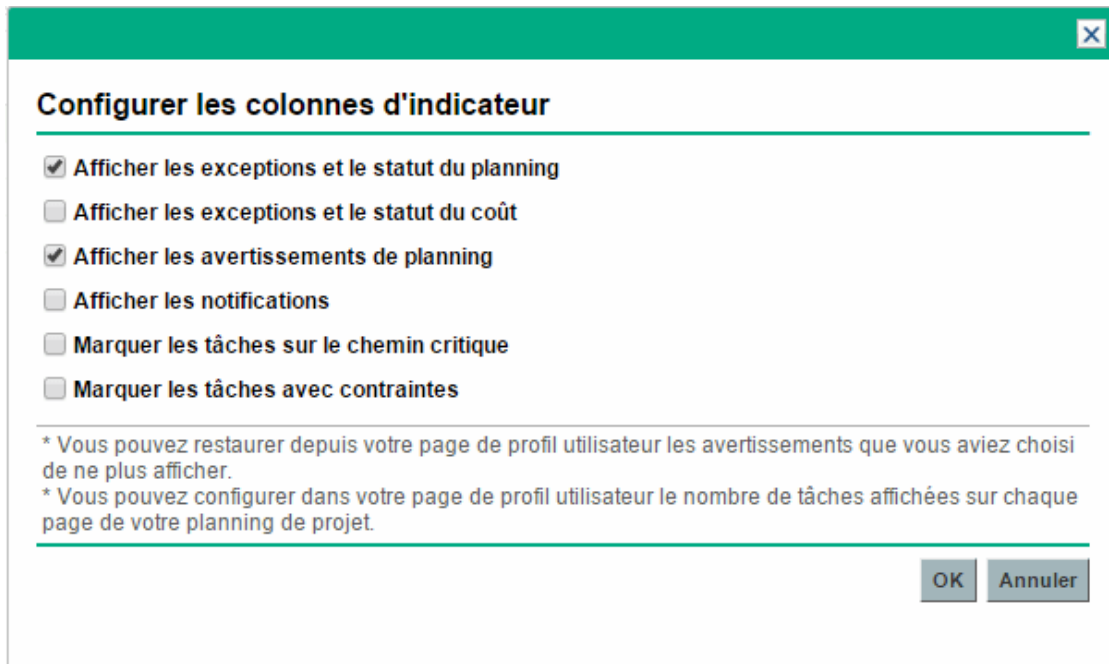 Configurer les colonnes d'indicateur
Afficher les exceptions et le statut du planning
Afficher les exceptions et le statut du coût
Afficher les avertissements de planning
Afficher les notifications
Marquer les tâches sur le chemin critique
Marquer les tâches avec contraintes
* Vous pouvez restaurer depuis votre page de profil utilisateur les avertissements que vous aviez choisi
de ne plus afficher.
* Vous pouvez configurer dans votre page de profil utilisateur le nombre de tâches affichées sur chaque
page de votre planning de projet.
OK Annuler